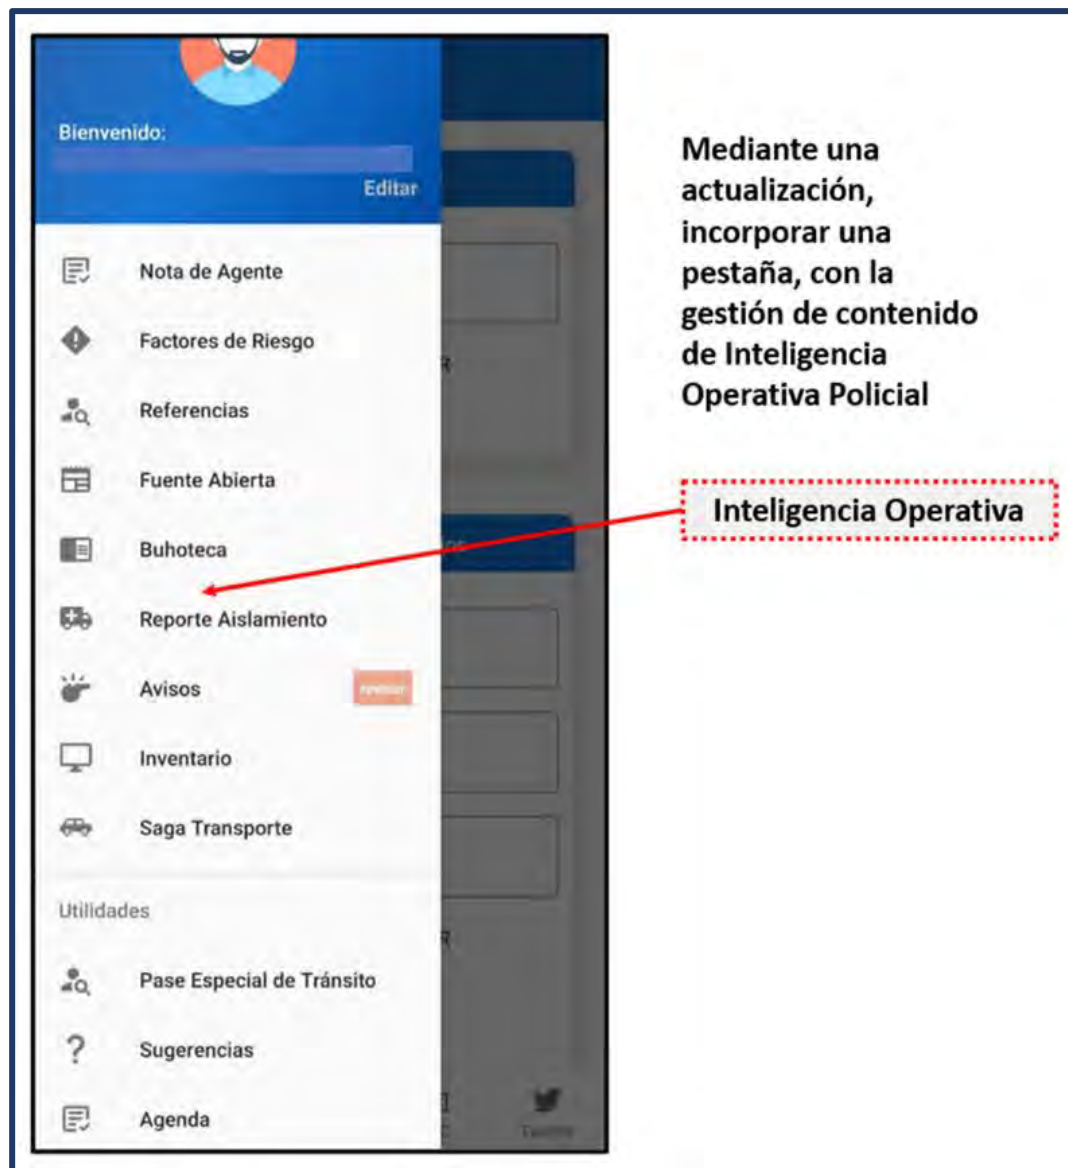 Bienvenido:
Editar
Nota de Agente
Factores de Riesgo
Referencias
Fuente Abierta
Buhoteca
Reporte Aislamiento
Avisos
Inventario
Saga Transporte
Utilidades
Pase Especial de Tránsito
Sugerencias
Agenda
Mediante una
actualización,
incorporar una
pestaña, con la
gestión de contenido
de Inteligencia
Operativa Policial
Inteligencia Operativa